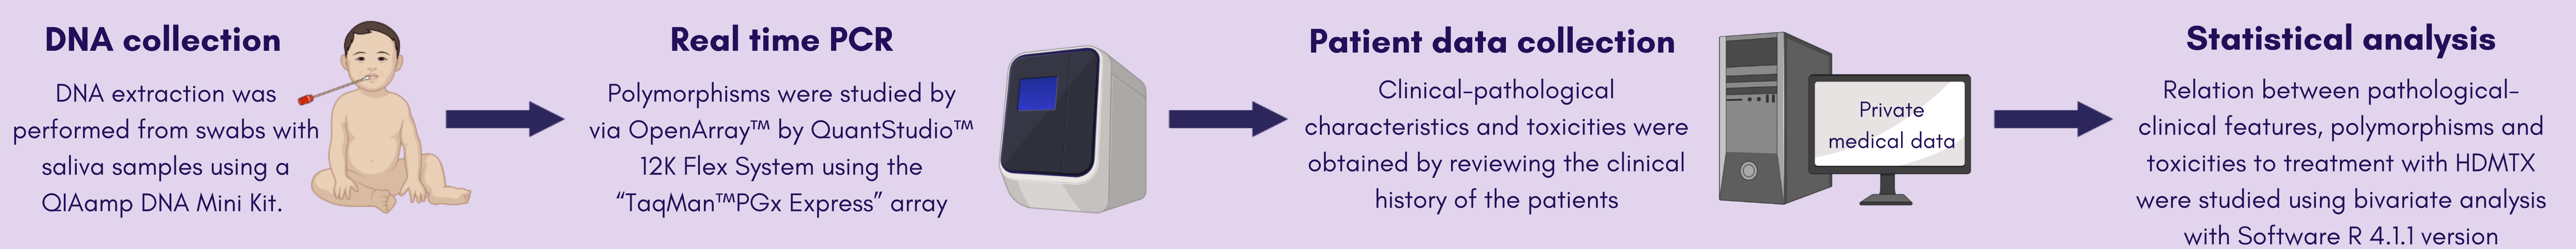 DNA collection
DNA extraction was
performed from swabs with
saliva samples using a
QIAamp DNA Mini Kit.
Real time PCR
Polymorphisms were studied by
via OpenArray™ by QuantStudio™
12K Flex System using the
“TaqMan™PGx Express” array
Patient data collection
Clinical-pathological
characteristics and toxicities were
obtained by reviewing the clinical
history of the patients
Private
medical data
Statistical analysis
Relation between pathological-
clinical features, polymorphisms and
toxicities to treatment with HDMTX
were studied using bivariate analysis
with Software R 4.1.1 version